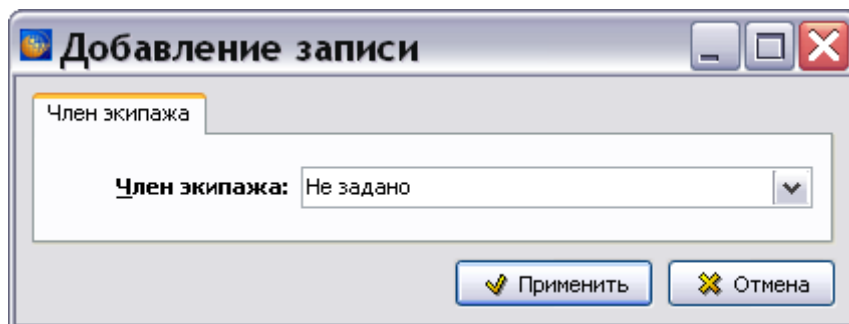 Добавление записи
Член экипажа
Член экипажа: Не задано
Применить Отмена